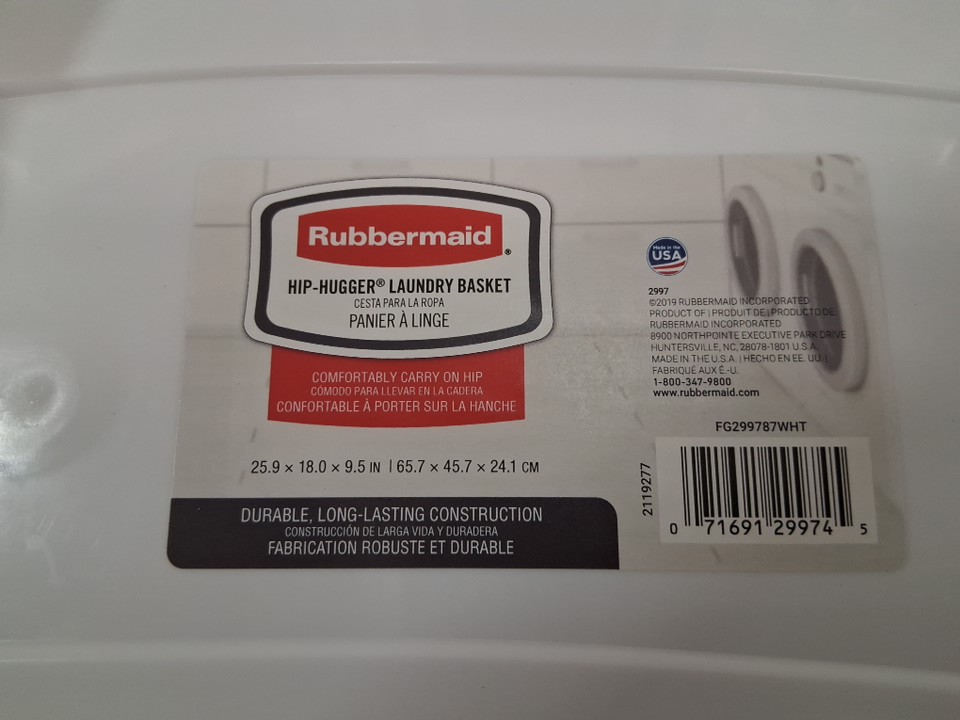 Rubbermaid®
HIP-HUGGER® LAUNDRY BASKET
CESTA PARA LA ROPA
PANIER À LINGE
COMFORTABLY CARRY ON HIP
CÓMODO PARA LLEVAR EN LA CADERA
CONFORTABLE À PORTER SUR LA HANCHE
25.9 × 18.0 × 9.5 IN | 65.7 × 45.7 × 24.1 CM
DURABLE, LONG-LASTING CONSTRUCTION
CONSTRUCCIÓN DE LARGA VIDA Y DURADERA
FABRICATION ROBUSTE ET DURABLE
Made in the
USA
2997
©2019 RUBBERMAID INCORPORATED
PRODUCT OF | PRODUIT DE | PRODUCTO DE:
RUBBERMAID INCORPORATED
8900 NORTHPOINTE EXECUTIVE PARK DRIVE
HUNTERSVILLE, NC, 28078-1801 U.S.A.
MADE IN THE U.S.A. | HECHO EN EE. UU. |
FABRIQUÉ AUX É.-U.
1-800-347-9800
www.rubbermaid.com
FG299787WHT
2119277
0 71691 29974 5